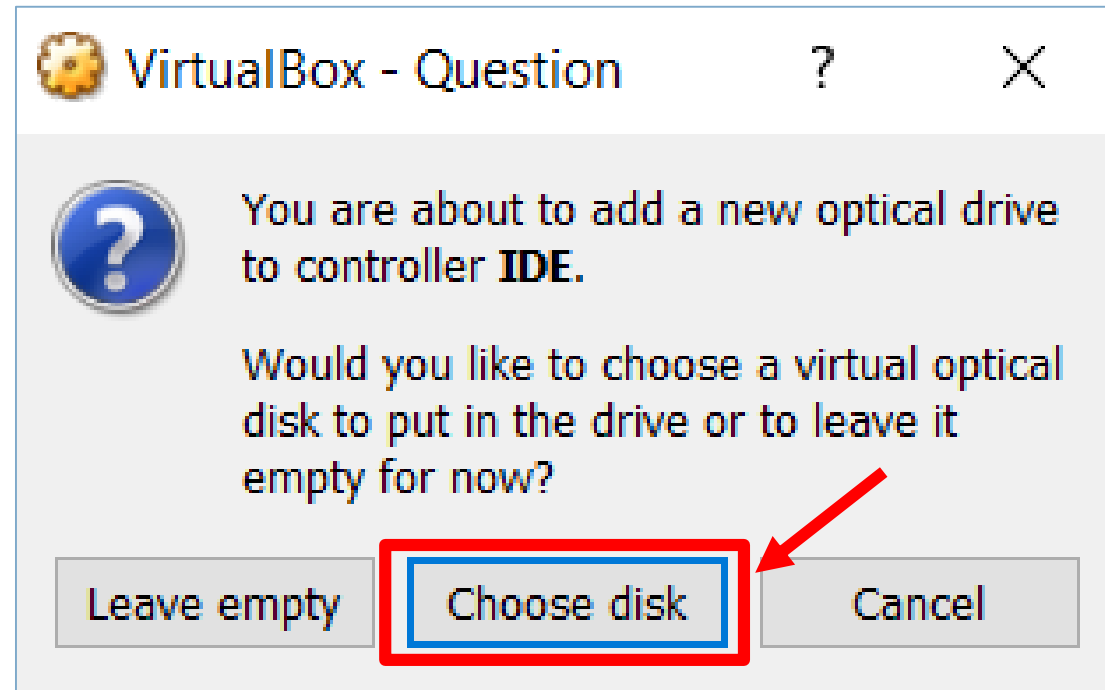 VirtualBox - Question ? ×
You are about to add a new optical drive
to controller IDE.
Would you like to choose a virtual optical
disk to put in the drive or to leave it
empty for now?
Leave empty Choose disk Cancel